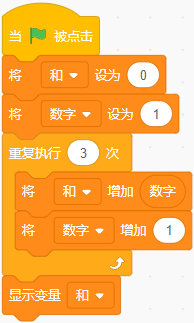 当 被点击
将 和 设为 0
将 数字 设为 1
重复执行 3 次
将 和 增加 数字
将 数字 增加 1
显示变量 和